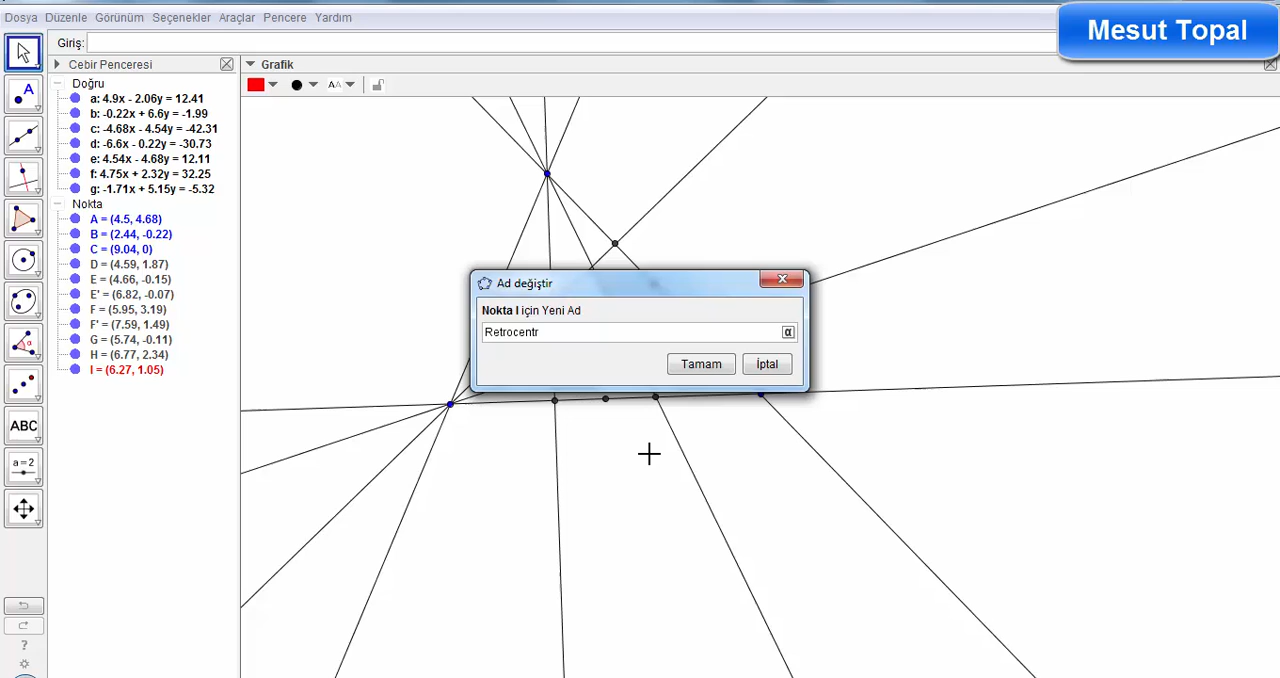 Dosya Düzenle Görünüm Seçenekler Araçlar Pencere Yardım
Mesut Topal
Giriş:
Cebir Penceresi
Grafik
Doğru
a: 4.9x - 2.06y = 12.41
b: -0.22x + 6.6y = -1.99
c: -4.68x - 4.54y = -42.31
d: -6.6x - 0.22y = -30.73
e: 4.54x - 4.68y = 12.11
f: 4.75x + 2.32y = 32.25
g: -1.71x + 5.15y = -5.32
Nokta
A = (4.5, 4.68)
B = (2.44, -0.22)
C = (9.04, 0)
D = (4.59, 1.87)
E = (4.66, -0.15)
E' = (6.82, -0.07)
F = (5.95, 3.19)
F' = (7.59, 1.49)
G = (5.74, -0.11)
H = (6.77, 2.34)
I = (6.27, 1.05)
A
ABC
a = 2
AA
?
Ad değiştir
Nokta I için Yeni Ad
Retrocentr
α
Tamam İptal